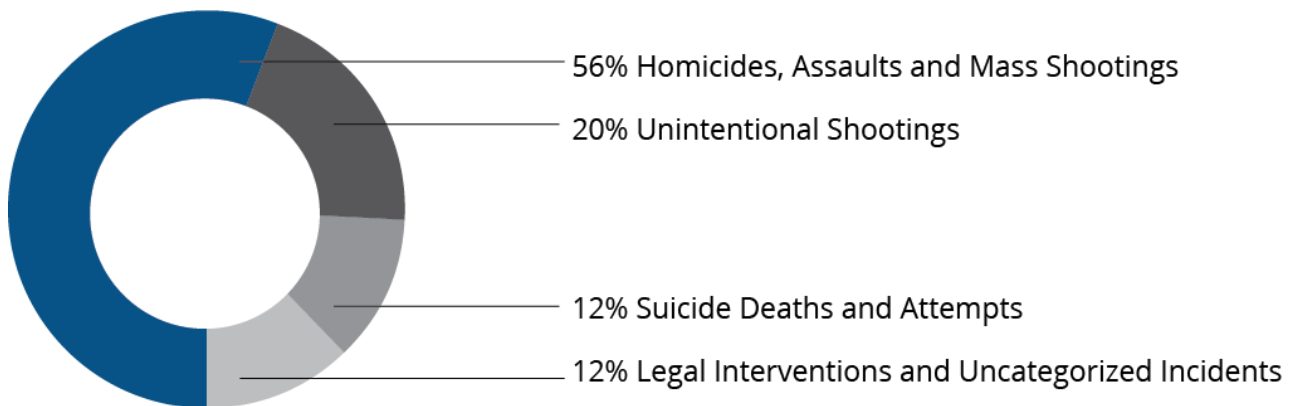 56% Homicides, Assaults and Mass Shootings
20% Unintentional Shootings
12% Suicide Deaths and Attempts
12% Legal Interventions and Uncategorized Incidents